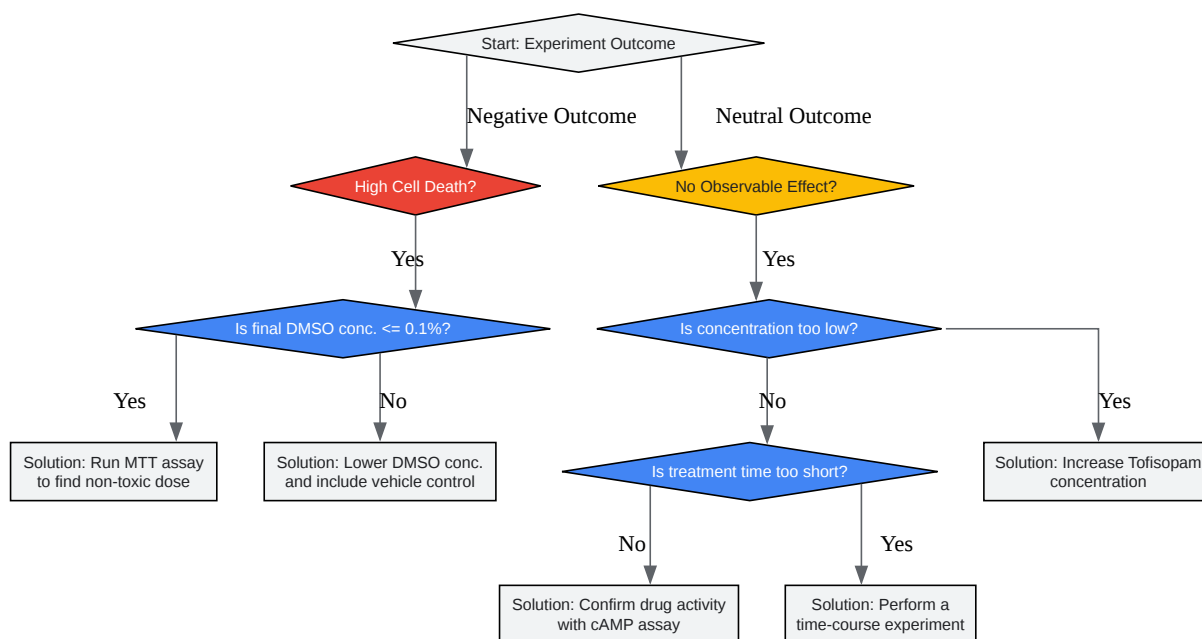 Start: Experiment Outcome
Negative Outcome
Neutral Outcome
High Cell Death?
No Observable Effect?
Yes
Yes
Is final DMSO conc. <= 0.1%?
Is concentration too low?
Yes
No
No
Yes
Solution: Run MTT assay
to find non-toxic dose
Solution: Lower DMSO conc.
and include vehicle control
Is treatment time too short?
Solution: Increase Tofisopam
concentration
No
Yes
Solution: Confirm drug activity
with cAMP assay
Solution: Perform a
time-course experiment